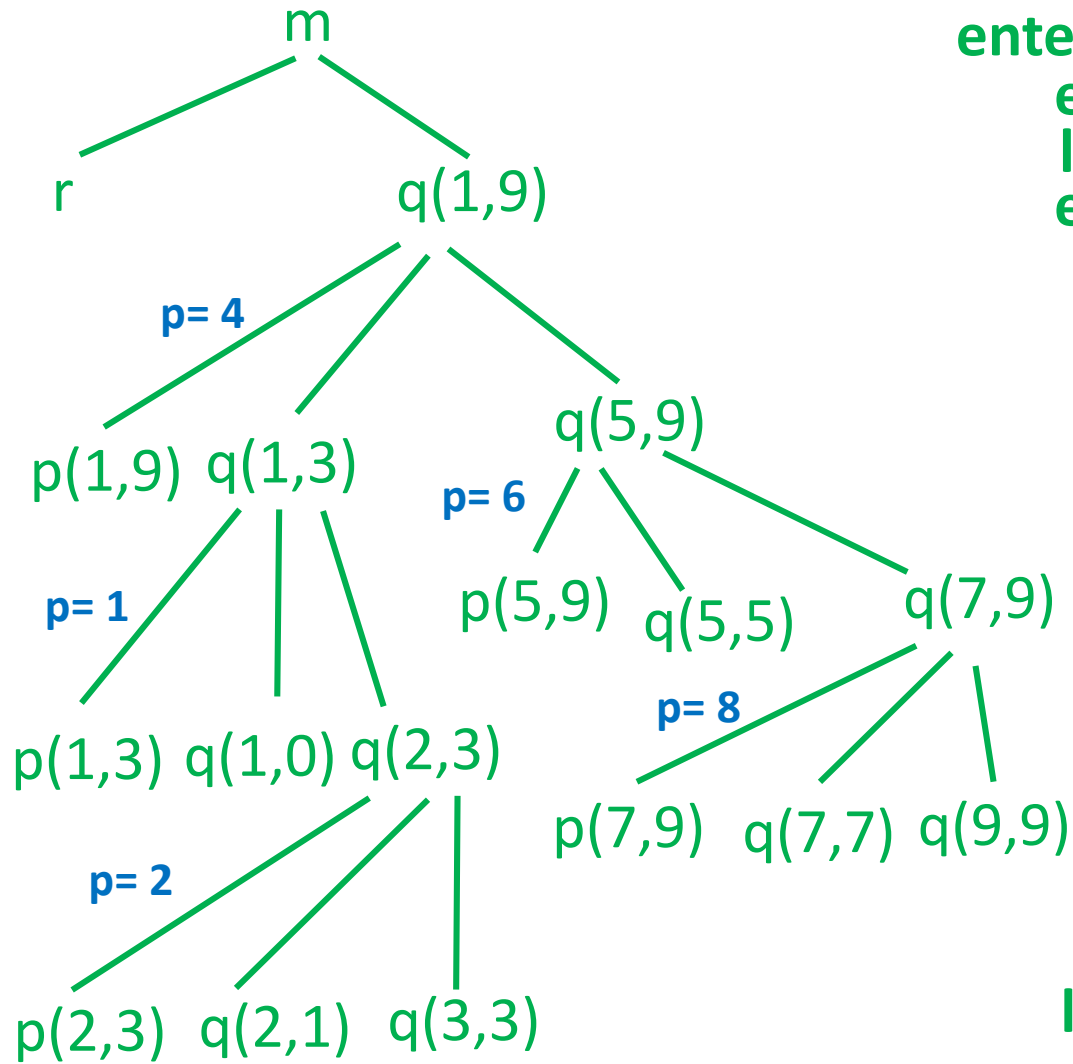 m
ente
e
l
e
r
q(1,9)
p= 4
p(1,9) q(1,3)
q(5,9)
p= 6
p= 1
p(5,9) q(5,5)
q(7,9)
p= 8
p(1,3) q(1,0) q(2,3)
p(7,9) q(7,7) q(9,9)
p= 2
p(2,3) q(2,1) q(3,3)
l